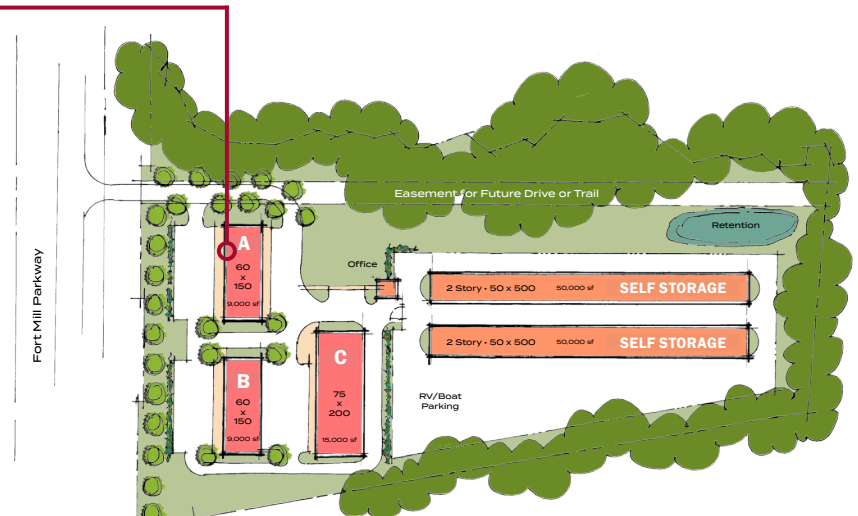 Easement for Future Drive or Trail
Retention
Fort Mill Parkway
A
60
x
150
9,000 sf
Office
2 Story • 50 x 500 50,000 sf SELF STORAGE
2 Story • 50 x 500 50,000 sf SELF STORAGE
B
60
x
150
9,000 sf
C
75
x
200
15,000 sf
RV/Boat
Parking